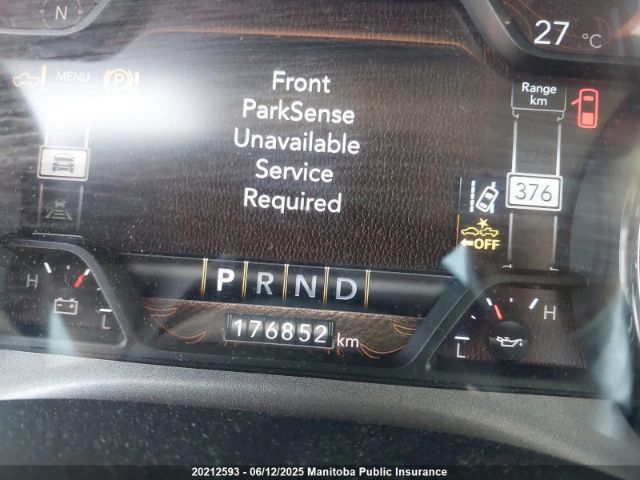 N
27 °C
MENU
Front
ParkSense
Unavailable
Service
Required
Range
km
378
376
OFF
H
L
P R N D
176852 km
H
L
20212593 - 06/12/2025 Manitoba Public Insurance